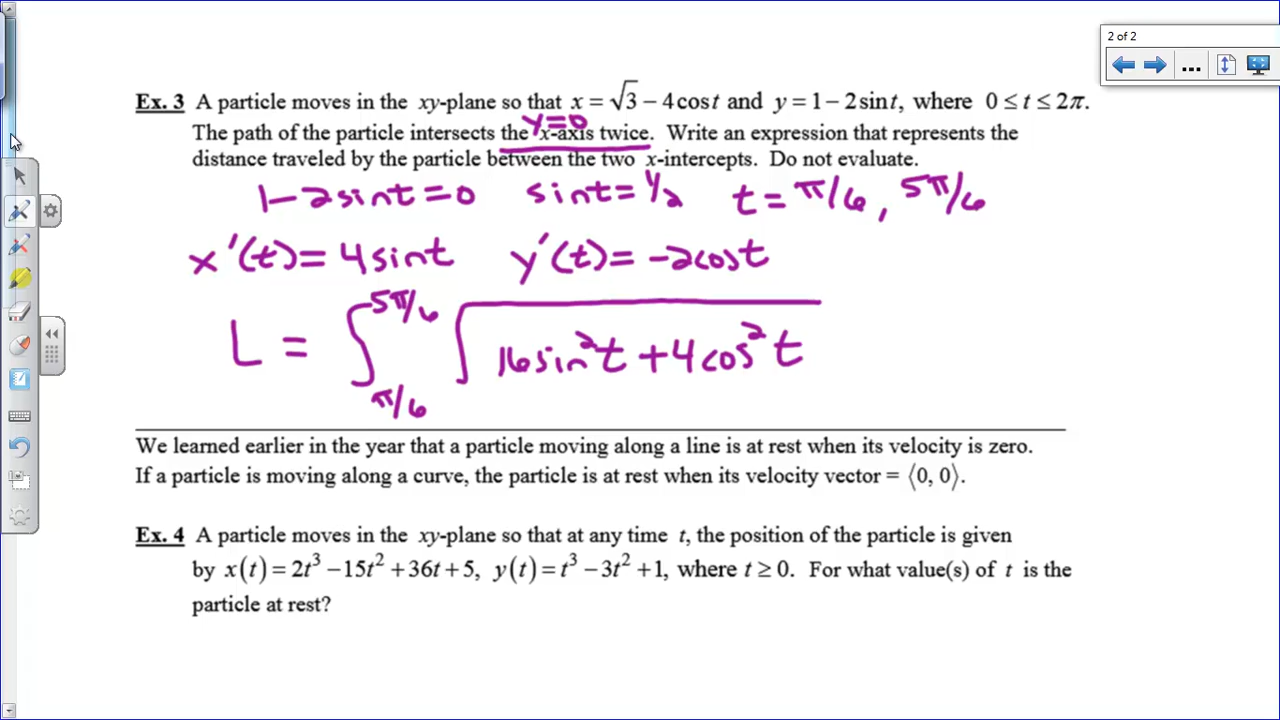 2 of 2
Ex. 3 A particle moves in the xy-plane so that x = √3 − 4cos t and y = 1 − 2sin t, where 0 ≤ t ≤ 2π.
y=0
The path of the particle intersects the x-axis twice. Write an expression that represents the
distance traveled by the particle between the two x-intercepts. Do not evaluate.
1-2sint=0 sint=1/2 t=π/6, 5π/6
x'(t)=4sint y'(t)=-2cost
L = ∫_{π/6}^{5π/6} √(16sin²t+4cos²t)
We learned earlier in the year that a particle moving along a line is at rest when its velocity is zero.
If a particle is moving along a curve, the particle is at rest when its velocity vector = ⟨0, 0⟩.
Ex. 4 A particle moves in the xy-plane so that at any time t, the position of the particle is given
by x(t) = 2t³ − 15t² + 36t + 5, y(t) = t³ − 3t² + 1, where t ≥ 0. For what value(s) of t is the
particle at rest?